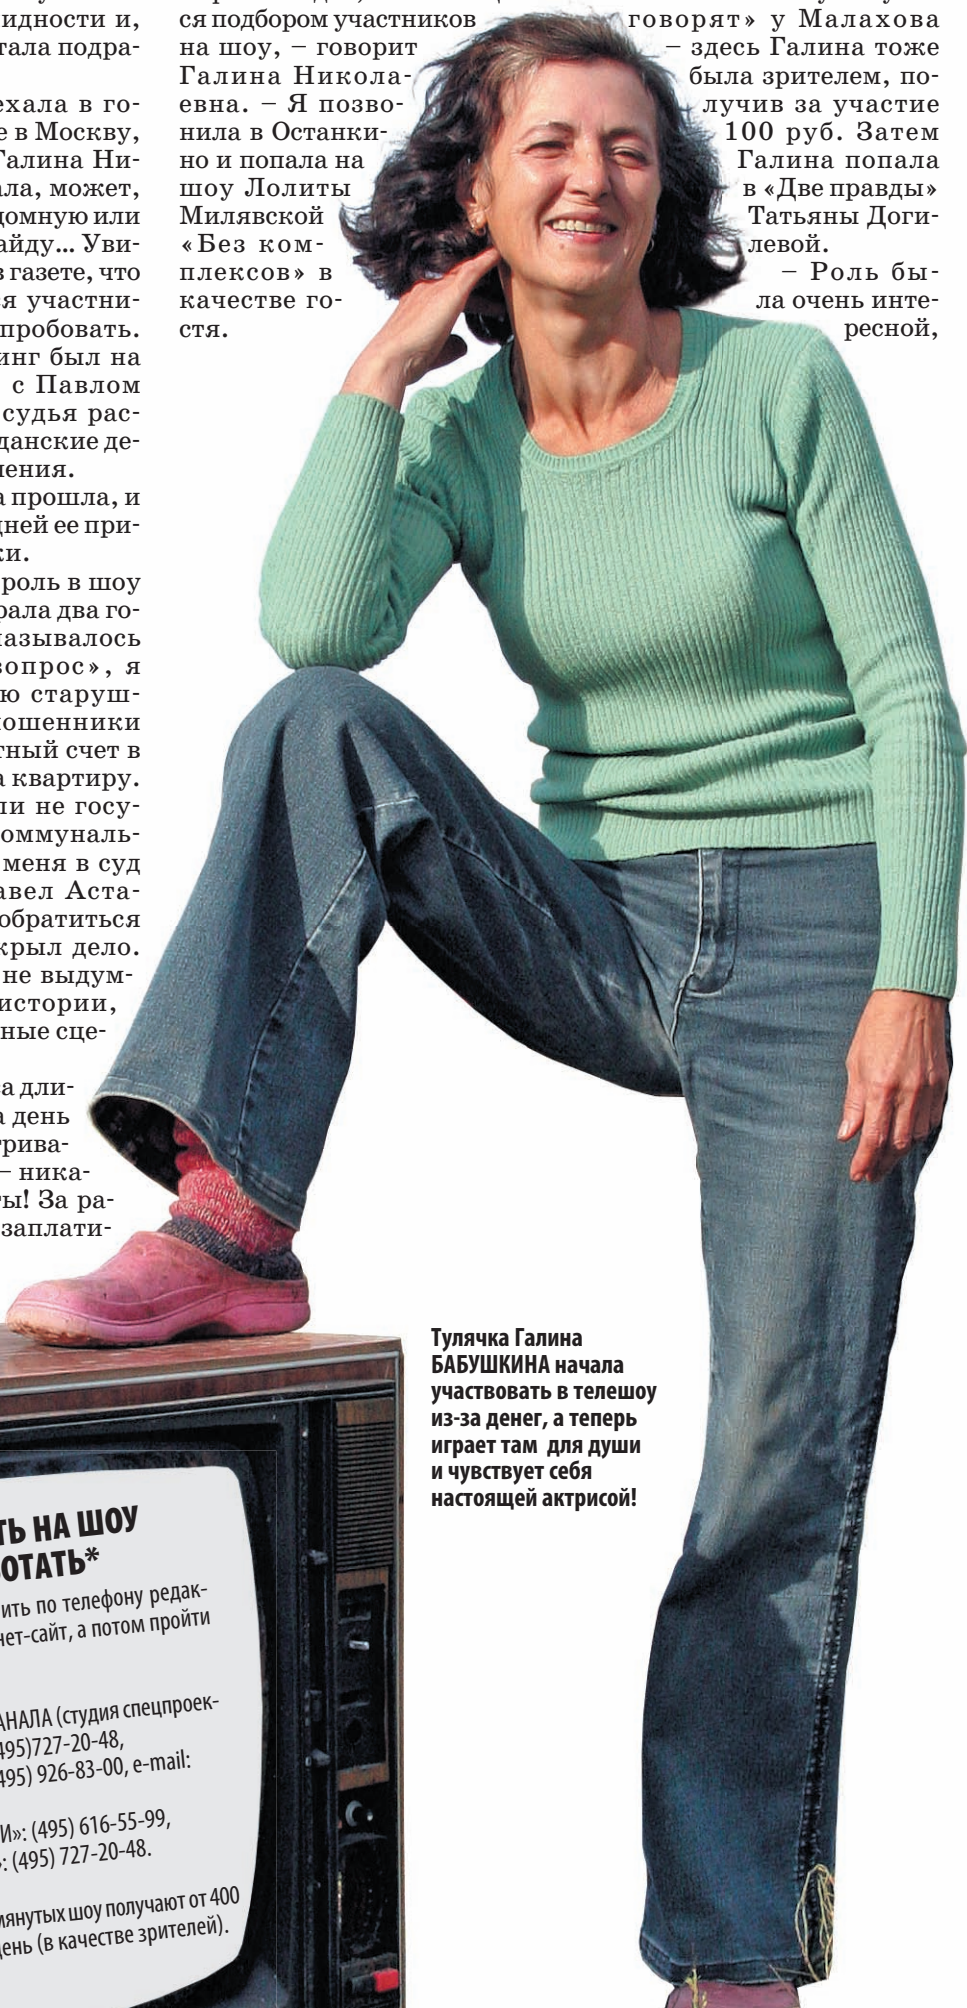 идности и,
тала подра-
ехала в го-
е в Москву,
Галина Ни-
ала, может,
домную или
айду... Уви-
в газете, что
ся участни-
пробовать.
инг был на
с Павлом
судья рас-
данские де-
ления.
а прошла, и
дней ее при-
ки.
роль в шоу
рала два го-
называлось
вопрос», я
ю старуш-
ошенники
тный счет в
а квартиру.
ли не госу-
оммуналь-
меня в суд
авел Аста-
обратиться
крыл дело.
не выдум-
истории,
ные сце-
а дли-
а день
трива-
– ника-
ты! За ра-
заплати-
ся подбором участников
на шоу, – говорит
Галина Никола-
евна. – Я позво-
нила в Останки-
но и попала на
шоу Лолиты
Милявской
«Без ком-
плексов» в
качестве го-
стя.
говорят» у Малахова
– здесь Галина тоже
была зрителем, по-
лучив за участие
100 руб. Затем
Галина попала
в «Две правды»
Татьяны Доги-
левой.
– Роль бы-
ла очень инте-
ресной,
Тулячка Галина
БАБУШКИНА начала
участвовать в телешоу
из-за денег, а теперь
играет там для души
и чувствует себя
настоящей актрисой!
ТЬ НА ШОУ
ОТАТЬ*
ить по телефону редак-
нет-сайт, а потом пройти
АНАЛА (студия спецпроек-
495)727-20-48,
495) 926-83-00, e-mail:
И»: (495) 616-55-99,
»: (495) 727-20-48.
мянутых шоу получают от 400
день (в качестве зрителей).